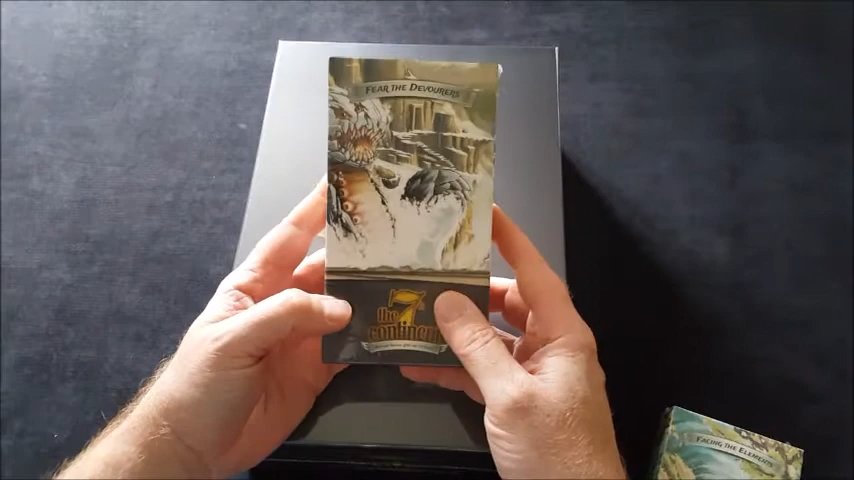 FEAR THE DEVOURERS
the 7
continent
FACING THE ELEMENTS